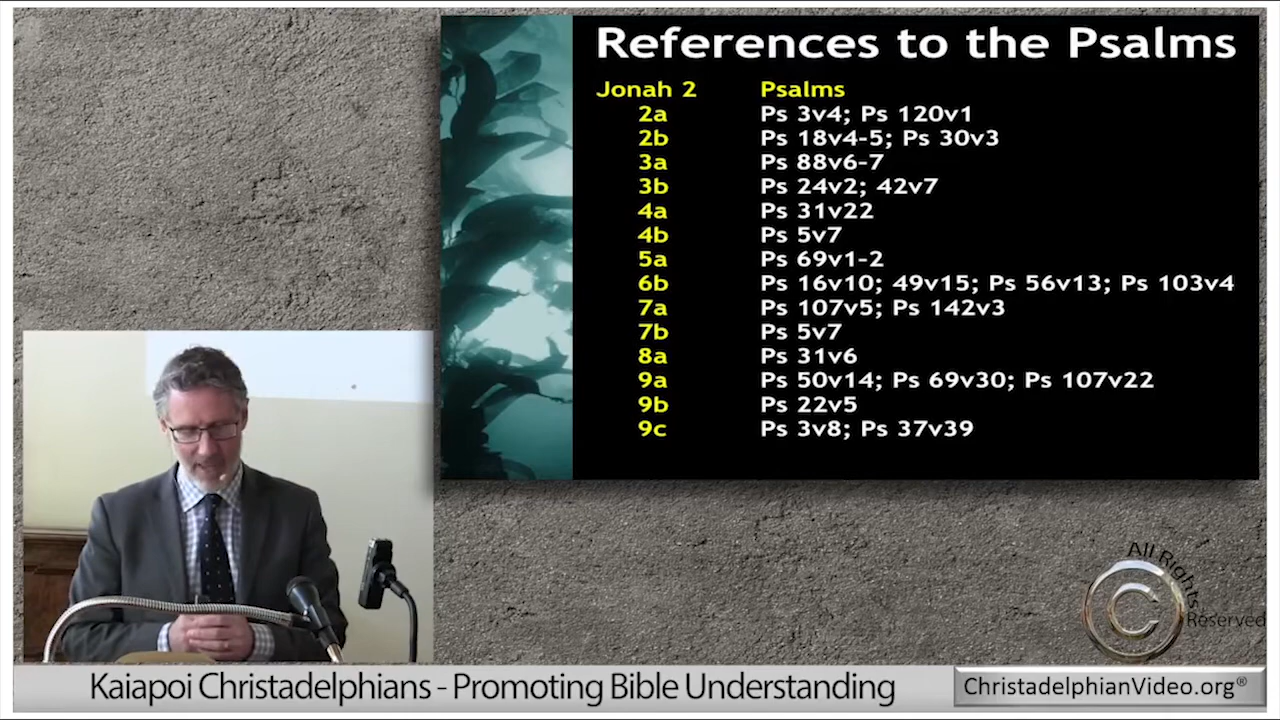 References to the Psalms
Jonah 2 Psalms
2a Ps 3v4; Ps 120v1
2b Ps 18v4-5; Ps 30v3
3a Ps 88v6-7
3b Ps 24v2; 42v7
4a Ps 31v22
4b Ps 5v7
5a Ps 69v1-2
6b Ps 16v10; 49v15; Ps 56v13; Ps 103v4
7a Ps 107v5; Ps 142v3
7b Ps 5v7
8a Ps 31v6
9a Ps 50v14; Ps 69v30; Ps 107v22
9b Ps 22v5
9c Ps 3v8; Ps 37v39
All Rights
C
Reserved
Kaiapoi Christadelphians - Promoting Bible Understanding
ChristadelphianVideo.org®